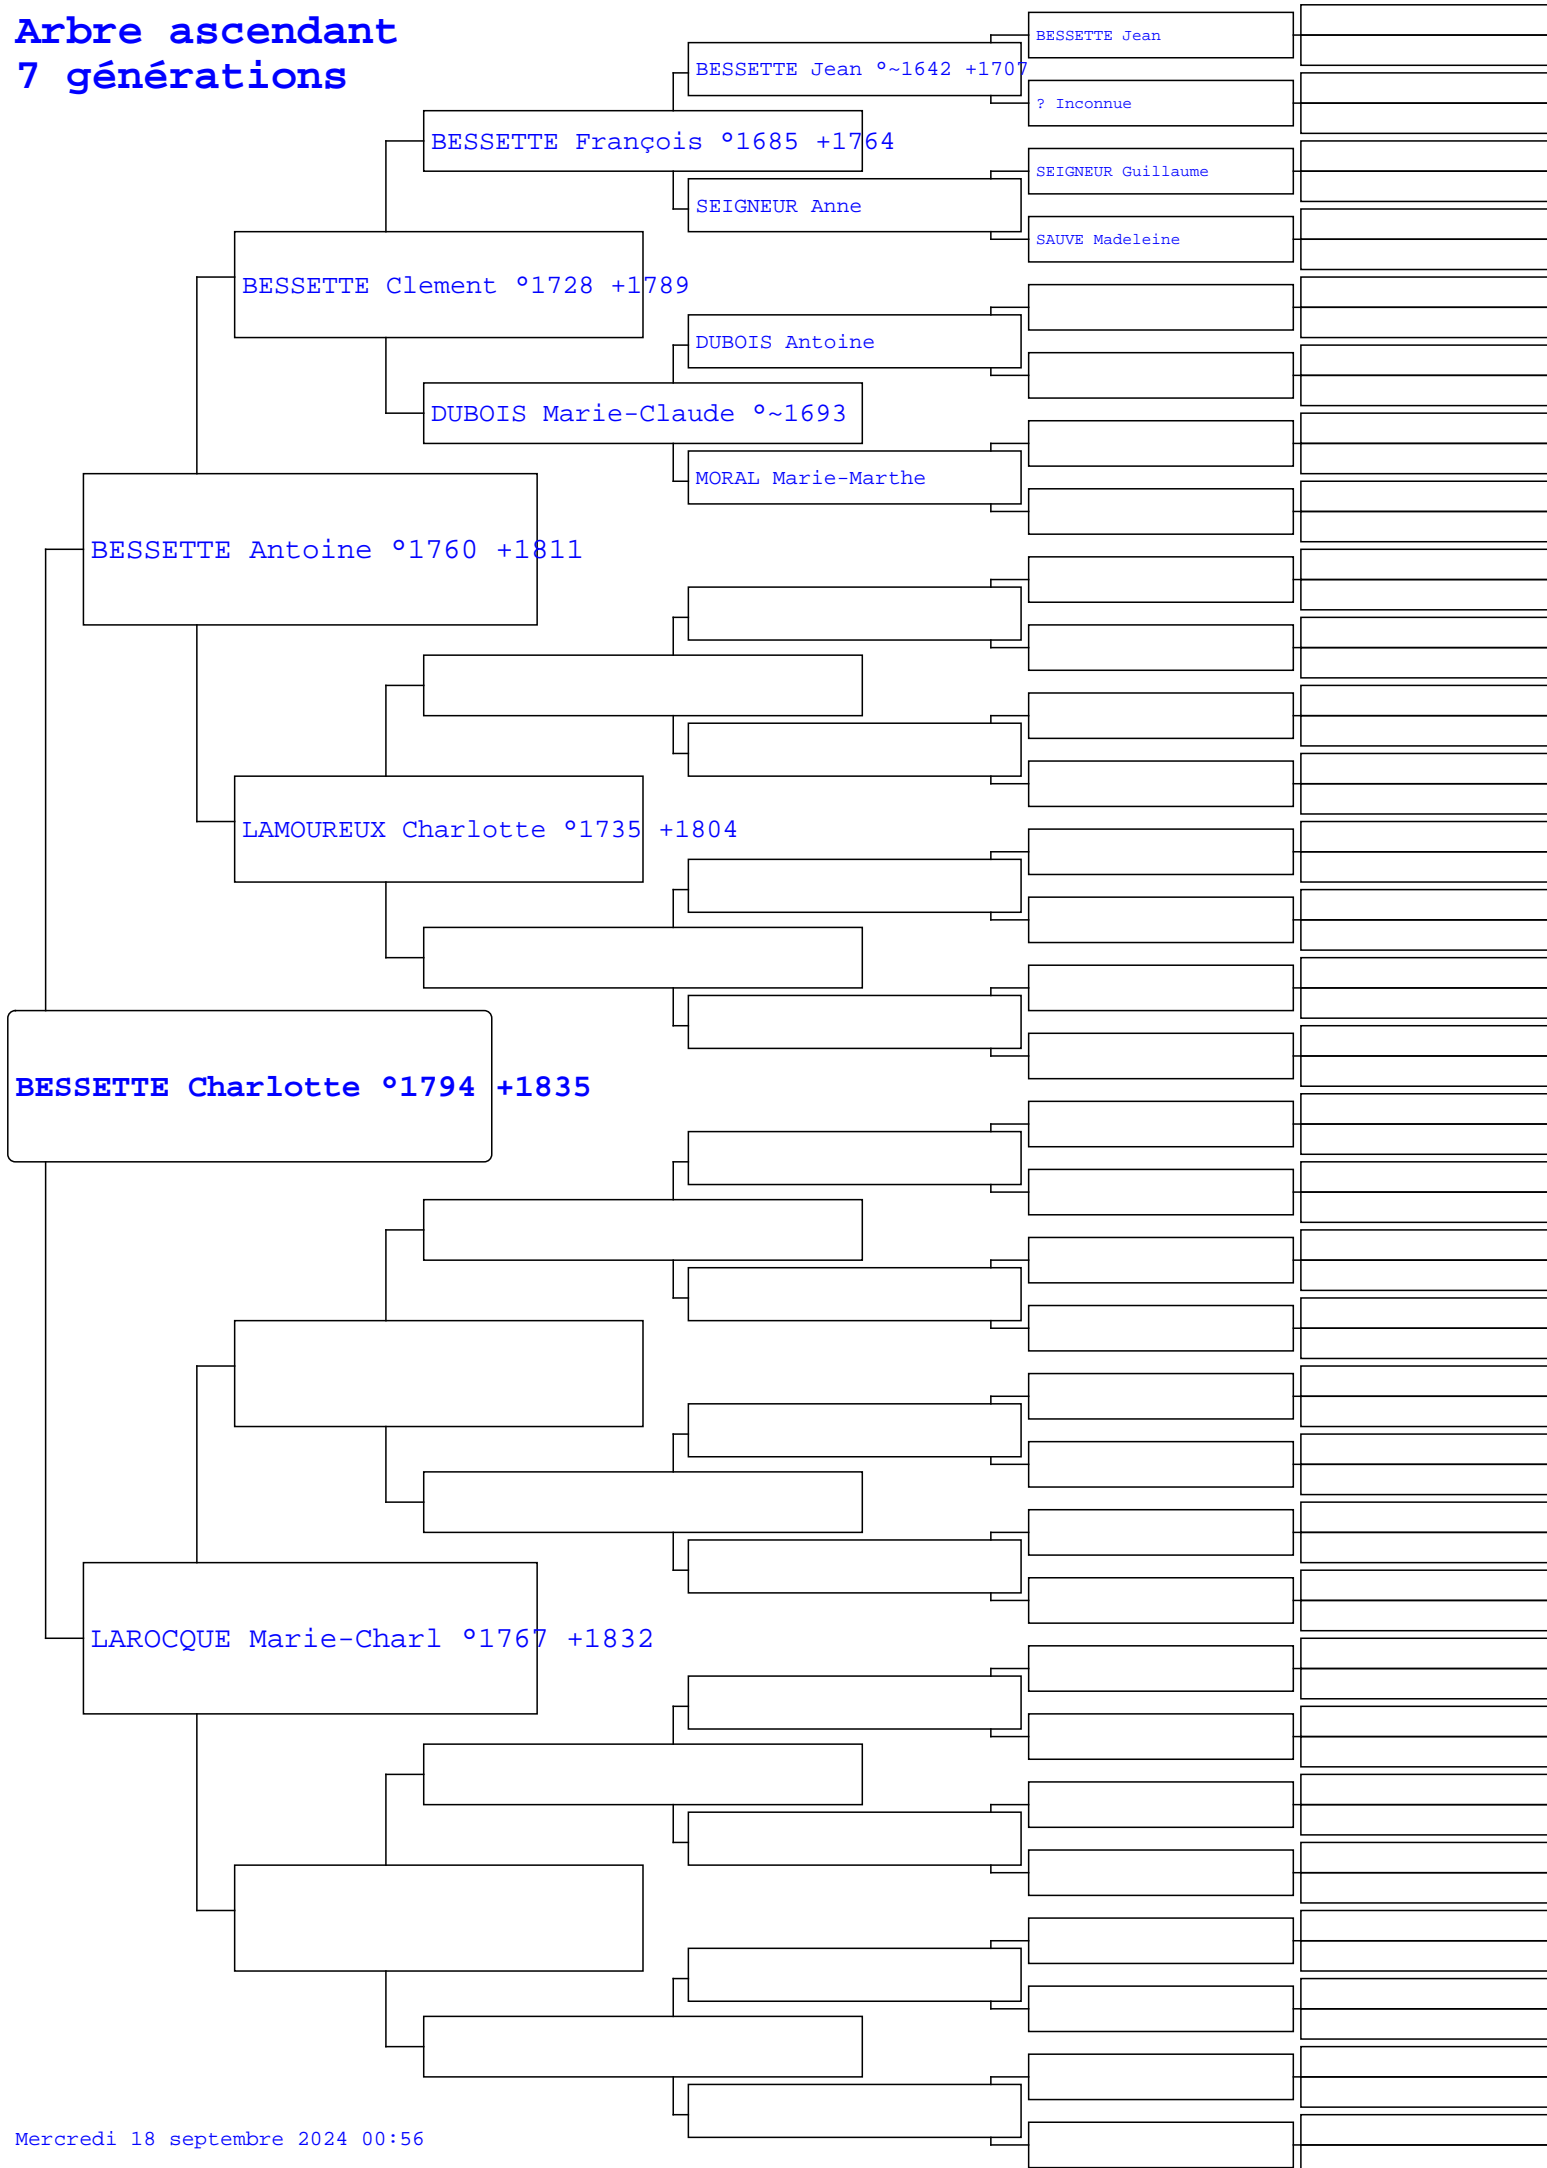 Arbre ascendant
7 générations
BESSETTE Jean
BESSETTE Jean °~1642 +1707
? Inconnue
BESSETTE François °1685 +1764
SEIGNEUR Guillaume
SEIGNEUR Anne
SAUVE Madeleine
BESSETTE Clement °1728 +1789
DUBOIS Antoine
DUBOIS Marie-Claude °~1693
MORAL Marie-Marthe
BESSETTE Antoine °1760 +1811
LAMOUREUX Charlotte °1735 +1804
BESSETTE Charlotte °1794 +1835
LAROCQUE Marie-Charl °1767 +1832
Mercredi 18 septembre 2024 00:56